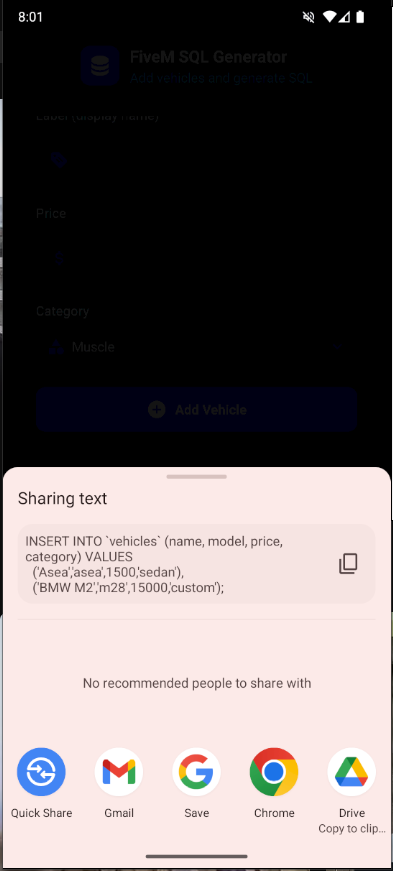 8:01
FiveM SQL Generator
Add vehicles and generate SQL
Label (display name)
Price
Category
Muscle
Add Vehicle
Sharing text
INSERT INTO `vehicles` (name, model, price,
category) VALUES
('Asea','asea',1500,'sedan'),
('BMW M2','m28',15000,'custom');
No recommended people to share with
Quick Share
Gmail
Save
Chrome
Drive
Copy to clip...